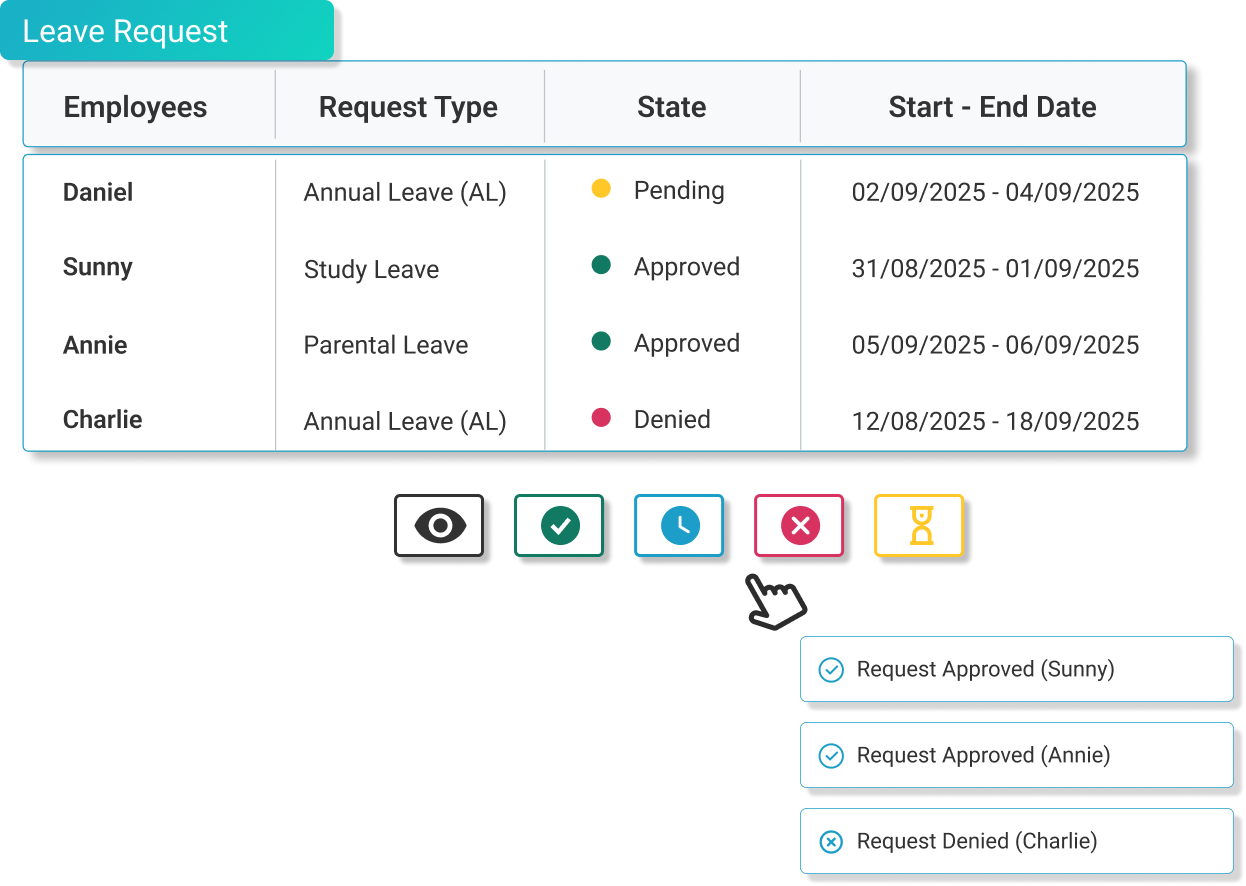 Leave Request
Employees Request Type State Start - End Date
Daniel Annual Leave (AL) Pending 02/09/2025 - 04/09/2025
Sunny Study Leave Approved 31/08/2025 - 01/09/2025
Annie Parental Leave Approved 05/09/2025 - 06/09/2025
Charlie Annual Leave (AL) Denied 12/08/2025 - 18/09/2025
Request Approved (Sunny)
Request Approved (Annie)
Request Denied (Charlie)